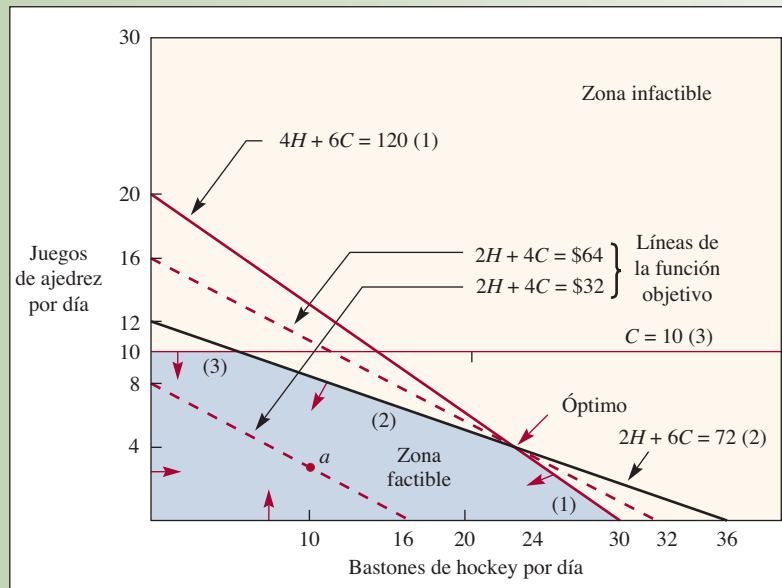 30
Zona infactible
4H + 6C = 120 (1)
20
Juegos
de ajedrez
por día
16
2H + 4C = $64
2H + 4C = $32
Líneas de
la función
objetivo
12
C = 10 (3)
10
(3)
8
(2)
Óptimo
2H + 6C = 72 (2)
Zona
factible
4
a
(1)
10
16
20
24
30
32
36
Bastones de hockey por día